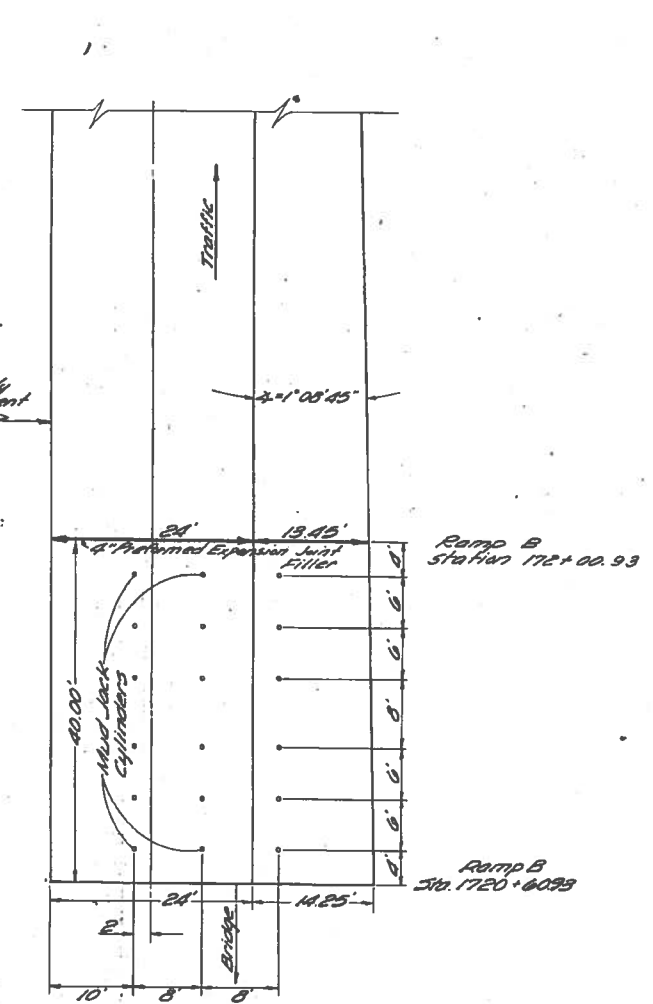 Traffic
∡=1°08'45"
24'
13.45'
4" Preformed Expansion Joint
Filler
Ramp B
Station 172+00.93
4'
6'
6'
8'
6'
6'
4'
40.00'
Mud Jack
Cylinders
Ramp B
Sta. 1720+60.93
24'
14.25'
2'
Bridge
10'
8'
8'